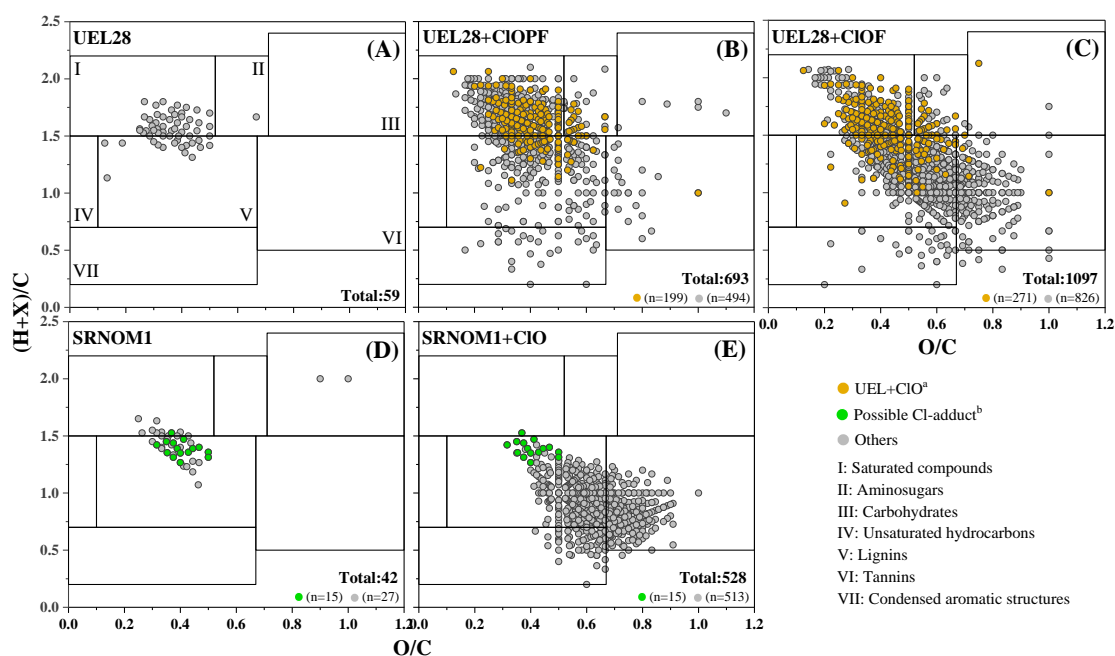 UEL28
(A)
I
II
III
IV
V
VI
VII
Total:59
UEL28+ClOPF
(B)
Total:693
(n=199) (n=494)
UEL28+ClOF
(C)
Total:1097
(n=271) (n=826)
2.5
2.0
1.5
1.0
0.5
0.0
0.0 0.2 0.4 0.6 0.8 1.0 1.2
O/C
(H+X)/C
SRNOM1
(D)
Total:42
(n=15) (n=27)
SRNOM1+ClO
(E)
Total:528
(n=15) (n=513)
2.0
1.5
1.0
0.5
0.0
0.0 0.2 0.4 0.6 0.8 1.0
0.0 0.2 0.4 0.6 0.8 1.0 1.2
O/C
UEL+ClOᵃ
Possible Cl-adductᵇ
Others
I: Saturated compounds
II: Aminosugars
III: Carbohydrates
IV: Unsaturated hydrocarbons
V: Lignins
VI: Tannins
VII: Condensed aromatic structures